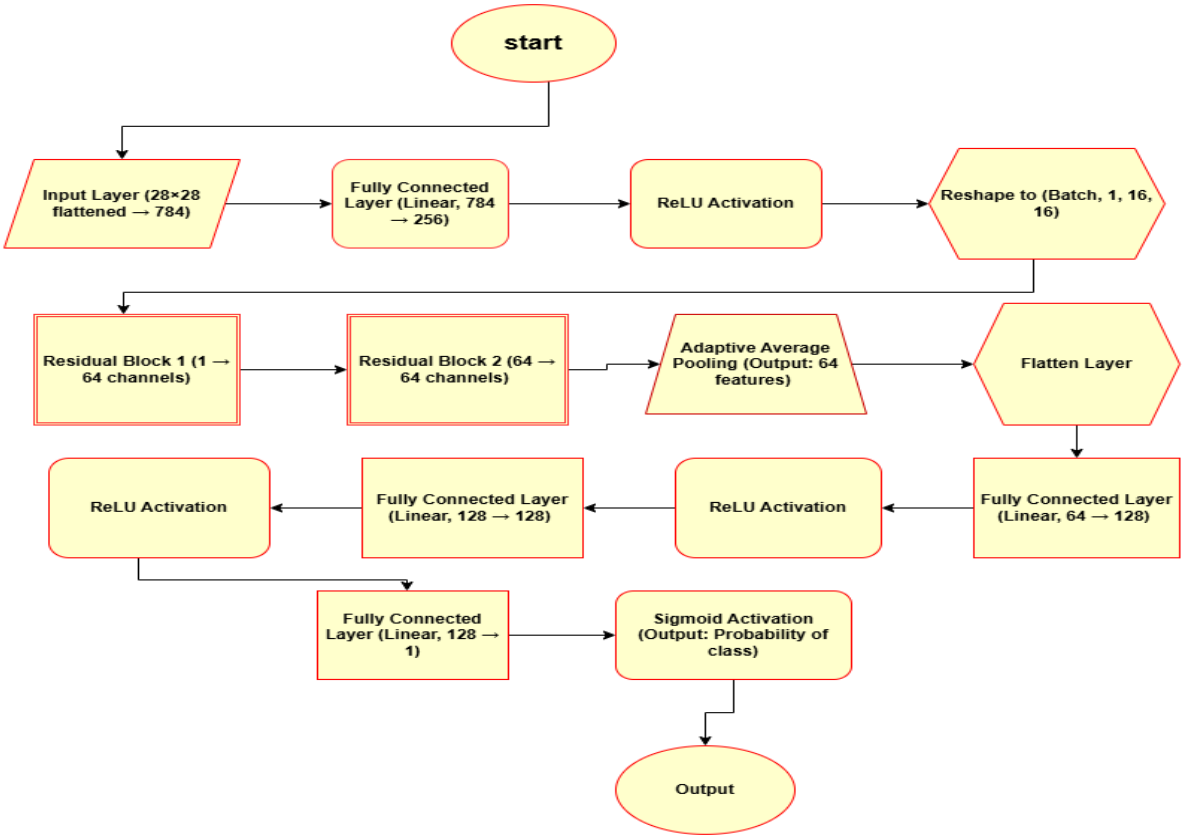 start
Input Layer (28×28
flattened → 784)
Fully Connected
Layer (Linear, 784
→ 256)
ReLU Activation
Reshape to (Batch, 1, 16,
16)
Residual Block 1 (1 →
64 channels)
Residual Block 2 (64 →
64 channels)
Adaptive Average
Pooling (Output: 64
features)
Flatten Layer
Fully Connected Layer
(Linear, 64 → 128)
ReLU Activation
Fully Connected Layer
(Linear, 128 → 128)
ReLU Activation
Fully Connected
Layer (Linear, 128 →
1)
Sigmoid Activation
(Output: Probability of
class)
Output